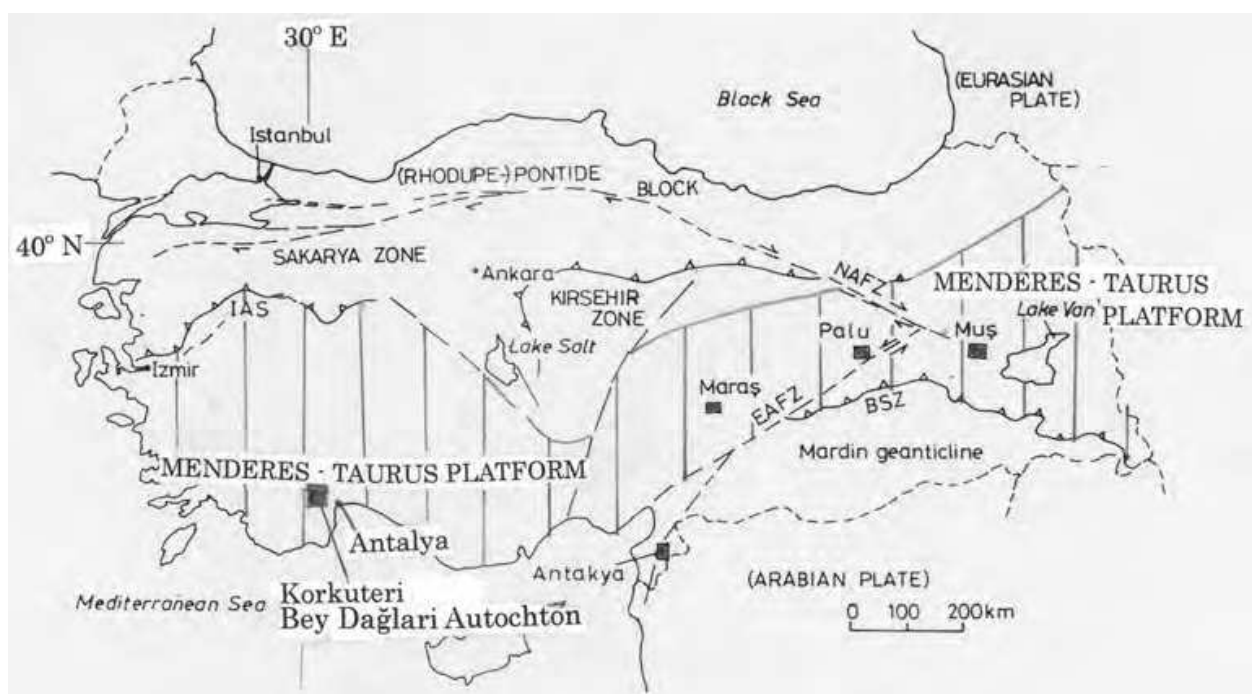 30° E
(EURASIAN
PLATE)
Black Sea
Istanbul
(RHODUPE-)PONTIDE
BLOCK
40° N
SAKARYA ZONE
Ankara
NAFZ
MENDERES - TAURUS
PLATFORM
KIRSEHIR
ZONE
IAS
Lake Van
Palu
Muş
Lake Salt
Izmir
Maraş
EAFZ
BSZ
Mardin geanticline
MENDERES - TAURUS PLATFORM
Antalya
Antakya
(ARABIAN PLATE)
Mediterranean Sea
Korkuteri
Bey Dağlari Autochton
0 100 200km